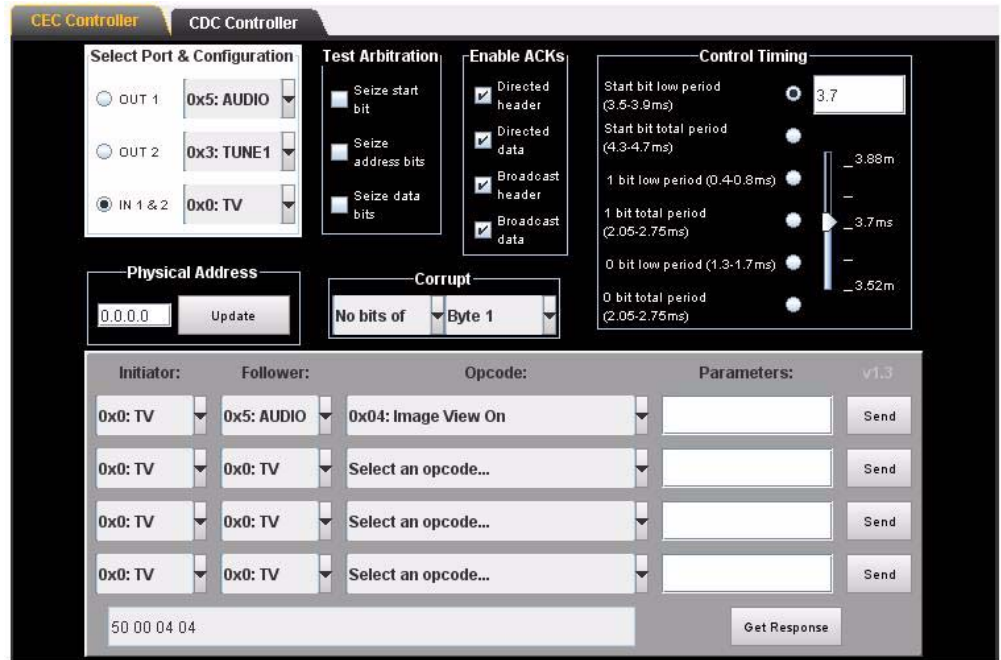 CEC Controller
CDC Controller
Select Port & Configuration
OUT 1
0x5: AUDIO
OUT 2
0x3: TUNE1
IN 1 & 2
0x0: TV
Test Arbitration
Seize start
bit
Seize
address bits
Seize data
bits
Enable ACKs
Directed
header
Directed
data
Broadcast
header
Broadcast
data
Control Timing
Start bit low period
(3.5-3.9ms)
3.7
Start bit total period
(4.3-4.7ms)
1 bit low period (0.4-0.8ms)
1 bit total period
(2.05-2.75ms)
0 bit low period (1.3-1.7ms)
0 bit total period
(2.05-2.75ms)
3.88m
3.7ms
3.52m
Physical Address
0.0.0.0
Update
Corrupt
No bits of
Byte 1
Initiator:
Follower:
Opcode:
Parameters:
v1.3
0x0: TV
0x5: AUDIO
0x04: Image View On
Send
0x0: TV
0x0: TV
Select an opcode...
Send
0x0: TV
0x0: TV
Select an opcode...
Send
0x0: TV
0x0: TV
Select an opcode...
Send
50 00 04 04
Get Response